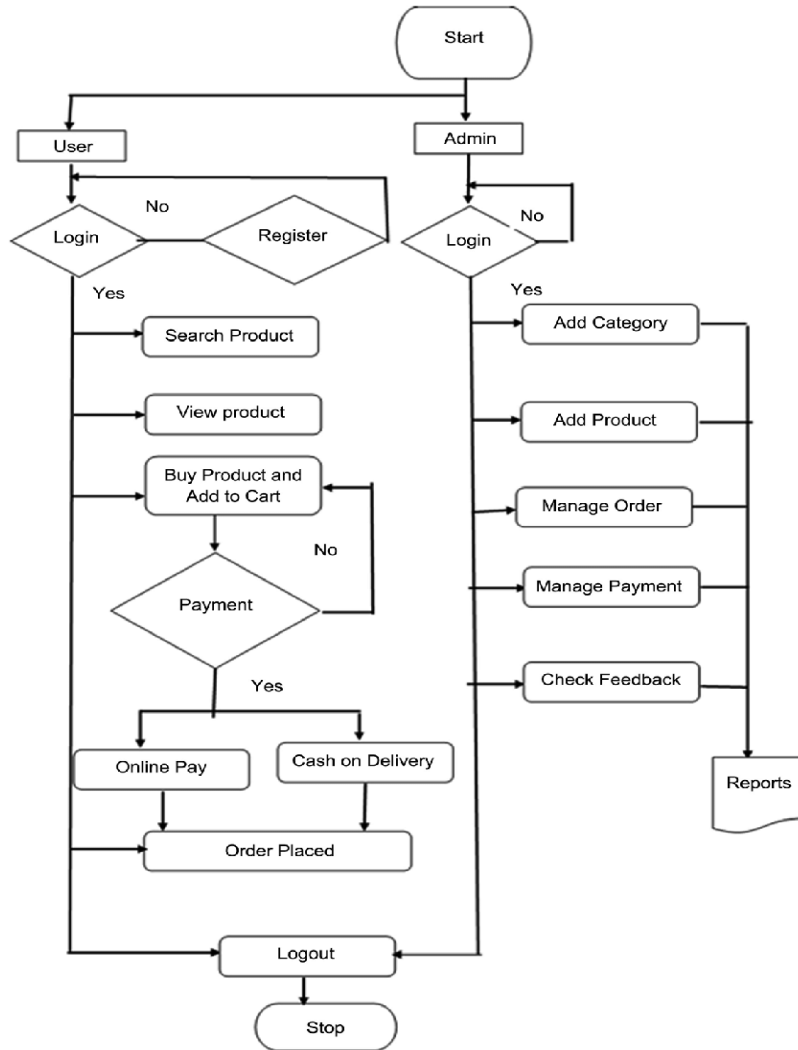 Start
User
Admin
No
Login
Register
No
Login
Yes
Yes
Search Product
Add Category
View product
Add Product
Buy Product and
Add to Cart
Manage Order
No
Payment
Manage Payment
Yes
Check Feedback
Online Pay
Cash on Delivery
Reports
Order Placed
Logout
Stop